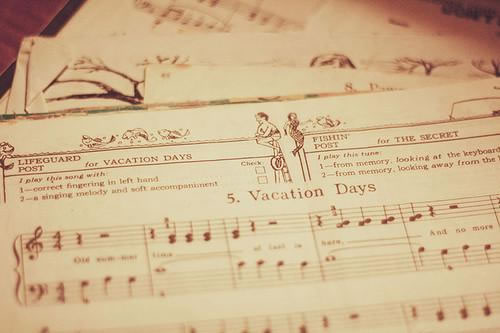 8.
LIFEGUARD POST for VACATION DAYS
I play this song with: Check
1—correct fingering in left hand
2—a singing melody and soft accompaniment
FISHIN' POST for THE SECRET
I play this tune:
1—from memory, looking at the keyboard
2—from memory, looking away from the
5. Vacation Days
Old sum-mer time at last is here, And no more